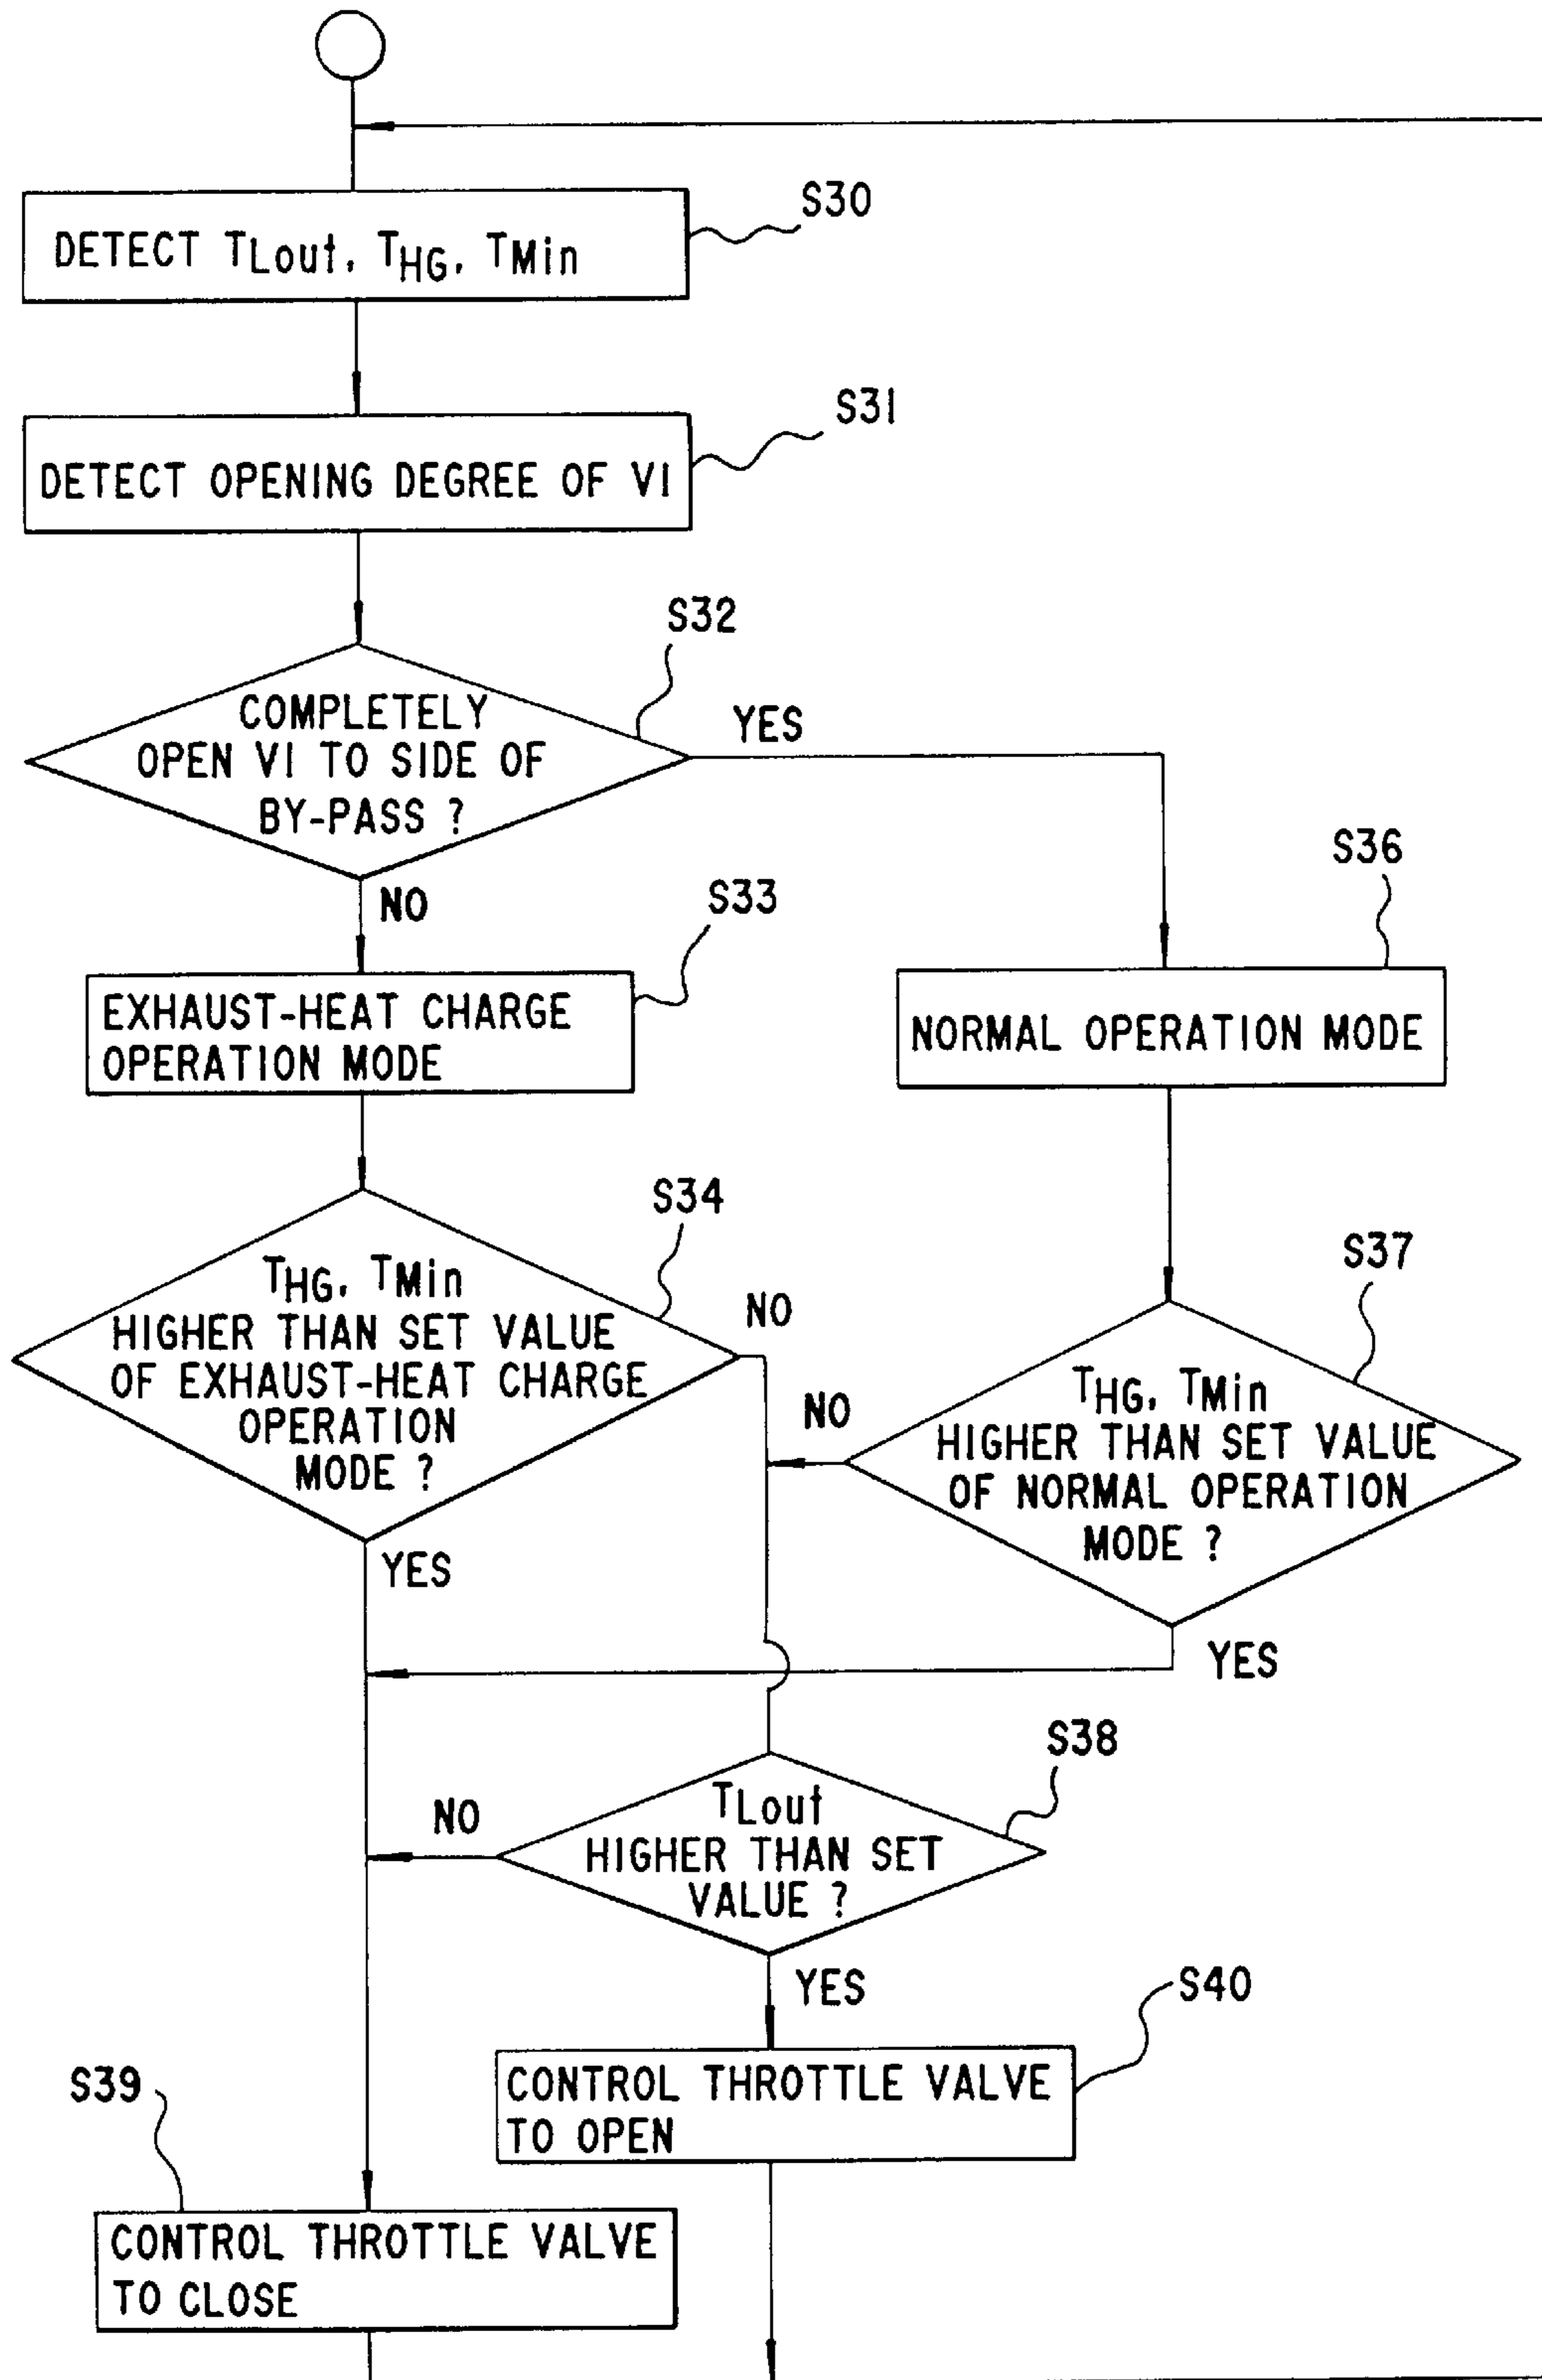 S30
DETECT TLout, THG, TMin
S31
DETECT OPENING DEGREE OF V1
S32
COMPLETELY
OPEN V1 TO SIDE OF
BY-PASS ?
YES
NO
S33
EXHAUST-HEAT CHARGE
OPERATION MODE
S36
NORMAL OPERATION MODE
S34
THG, TMin
HIGHER THAN SET VALUE
OF EXHAUST-HEAT CHARGE
OPERATION
MODE ?
NO
YES
S37
THG, TMin
HIGHER THAN SET VALUE
OF NORMAL OPERATION
MODE ?
NO
YES
S38
TLout
HIGHER THAN SET
VALUE ?
NO
YES
S40
CONTROL THROTTLE VALVE
TO OPEN
S39
CONTROL THROTTLE VALVE
TO CLOSE